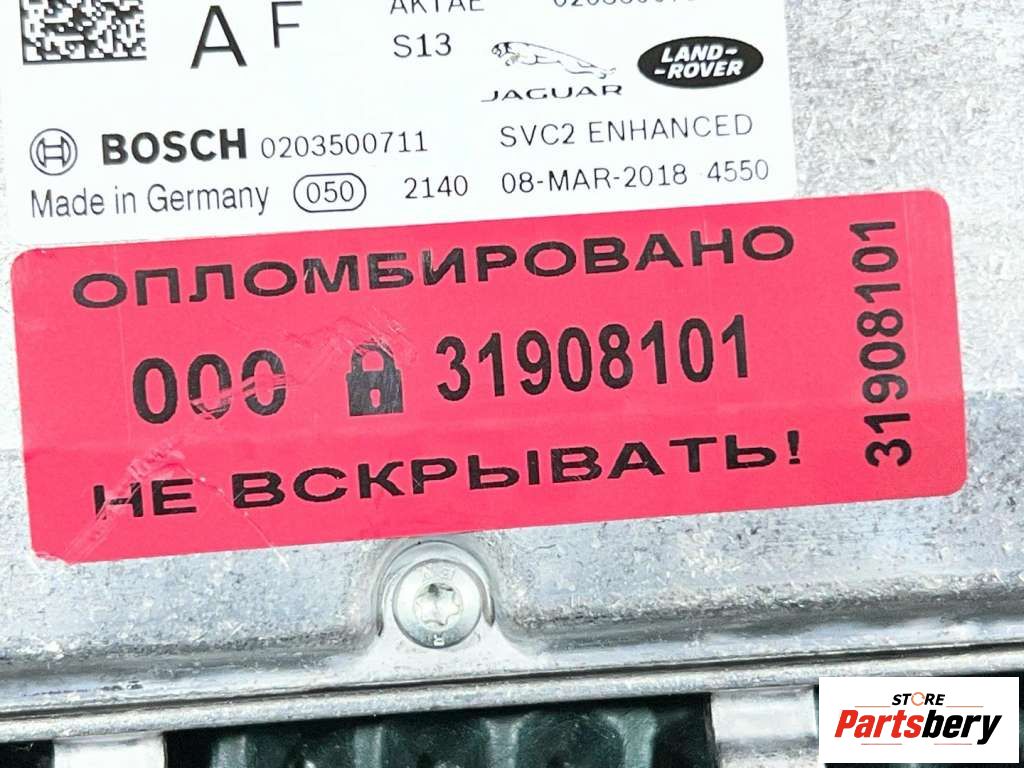 A F
S13
JAGUAR
LAND-
-ROVER
BOSCH 0203500711
SVC2 ENHANCED
Made in Germany 050 2140 08-MAR-2018 4550
ОПЛОМБИРОВАНО
000 31908101
НЕ ВСКРЫВАТЬ!
31908101
STORE
Partsbery